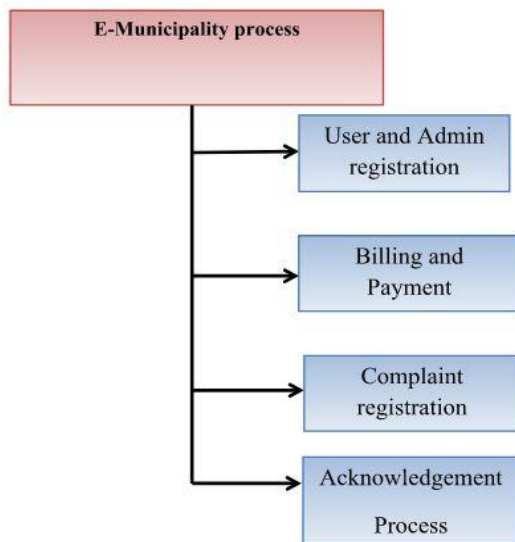 E-Municipality process
User and Admin
registration
Billing and
Payment
Complaint
registration
Acknowledgement
Process